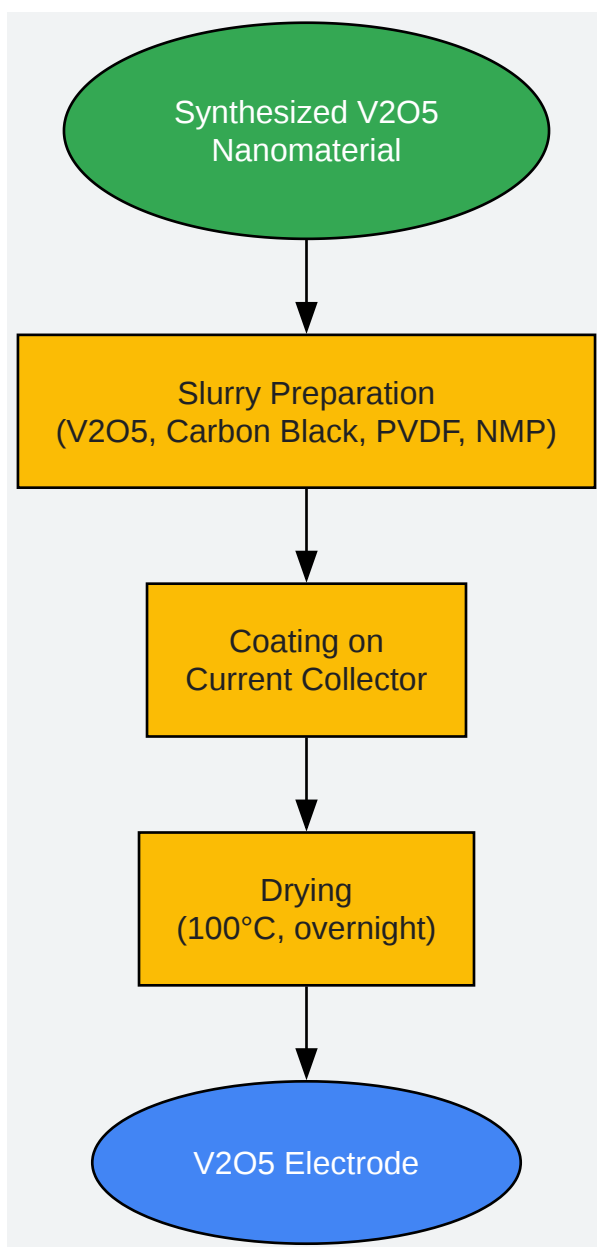 Synthesized V2O5
Nanomaterial
Slurry Preparation
(V2O5, Carbon Black, PVDF, NMP)
Coating on
Current Collector
Drying
(100°C, overnight)
V2O5 Electrode